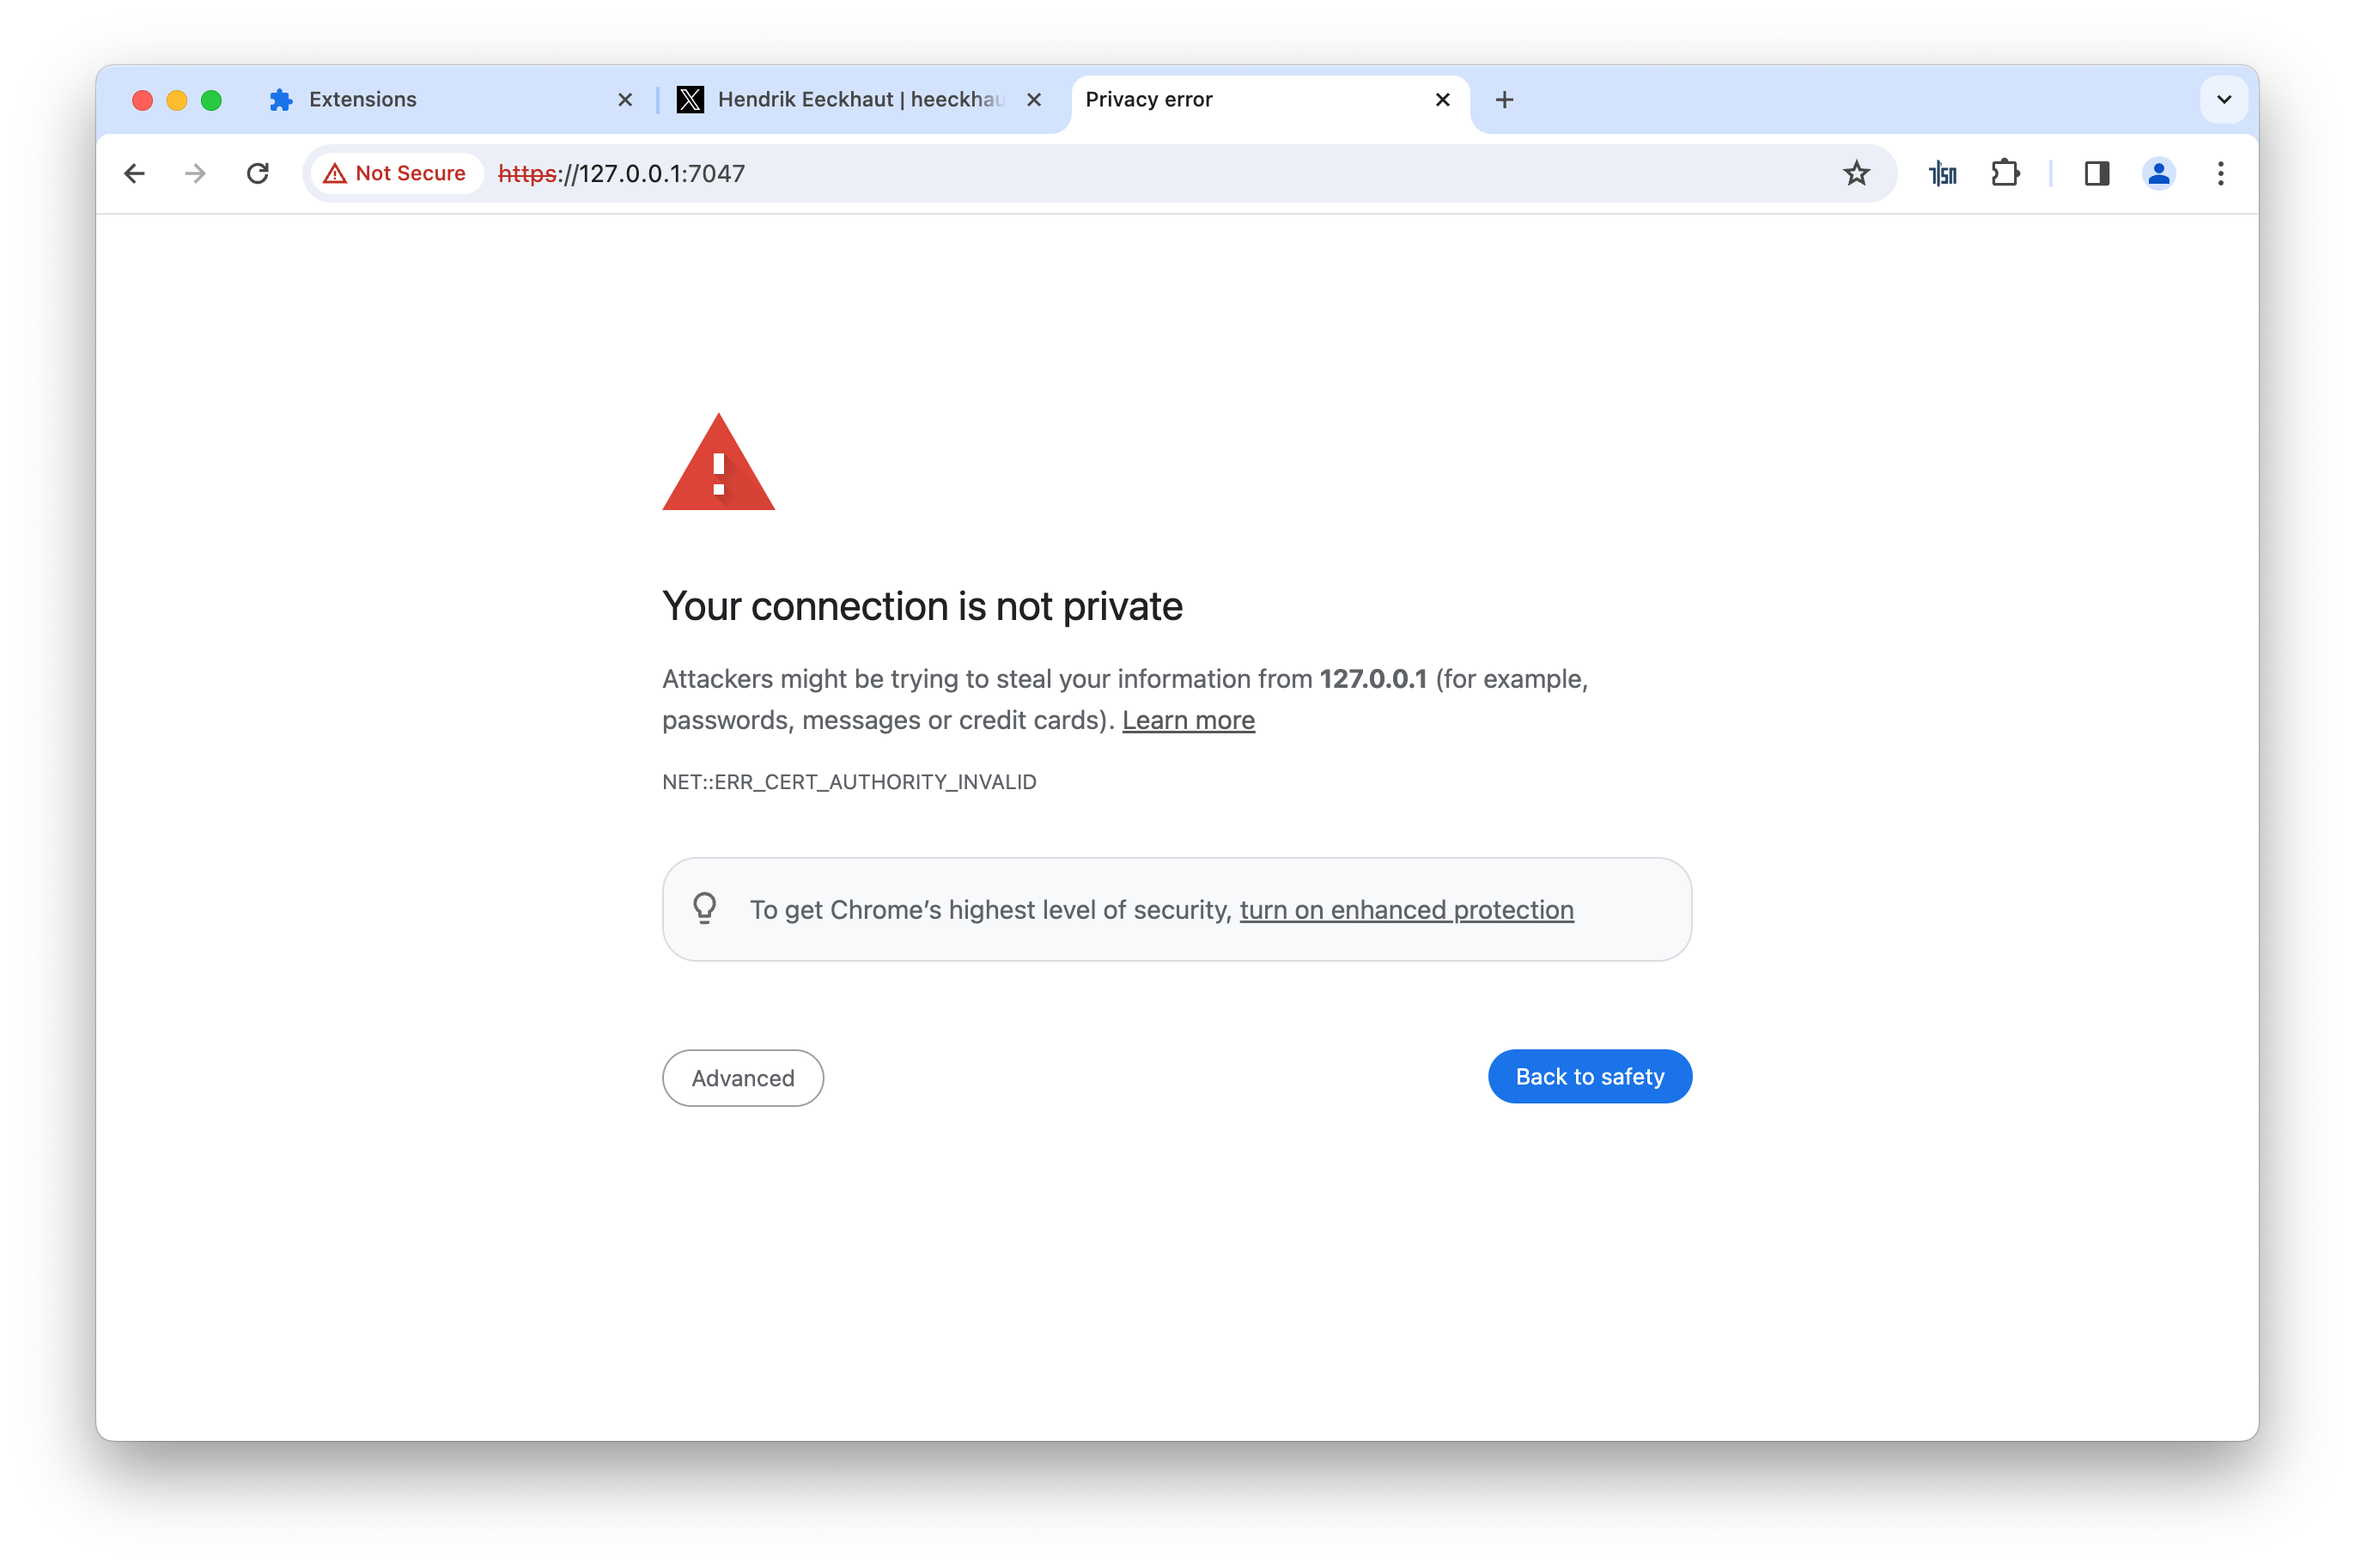 Extensions
Hendrik Eeckhaut | heeckhau
Privacy error
Not Secure
https://127.0.0.1:7047
Your connection is not private
Attackers might be trying to steal your information from 127.0.0.1 (for example,
passwords, messages or credit cards). Learn more
NET::ERR_CERT_AUTHORITY_INVALID
To get Chrome’s highest level of security, turn on enhanced protection
Advanced
Back to safety